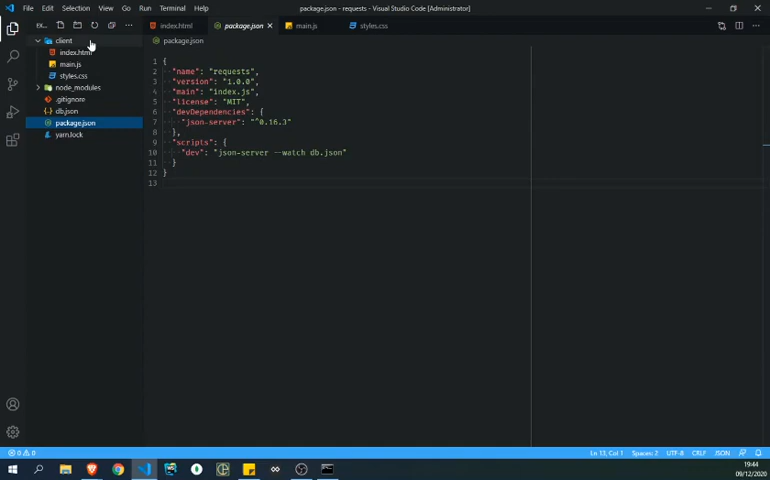 File Edit Selection View Go Run Terminal Help
package.json - requests - Visual Studio Code [Administrator]
EX...
index.html package.json main.js styles.css
client
index.html
main.js
styles.css
node_modules
.gitignore
db.json
package.json
yarn.lock
package.json
1 {
2 "name": "requests",
3 "version": "1.0.0",
4 "main": "index.js",
5 "license": "MIT",
6 "devDependencies": {
7 "json-server": "^0.16.3"
8 },
9 "scripts": {
10 "dev": "json-server --watch db.json"
11 }
12 }
13
0 0
Ln 13, Col 1 Spaces: 2 UTF-8 CRLF JSON
19:44
09/12/2020